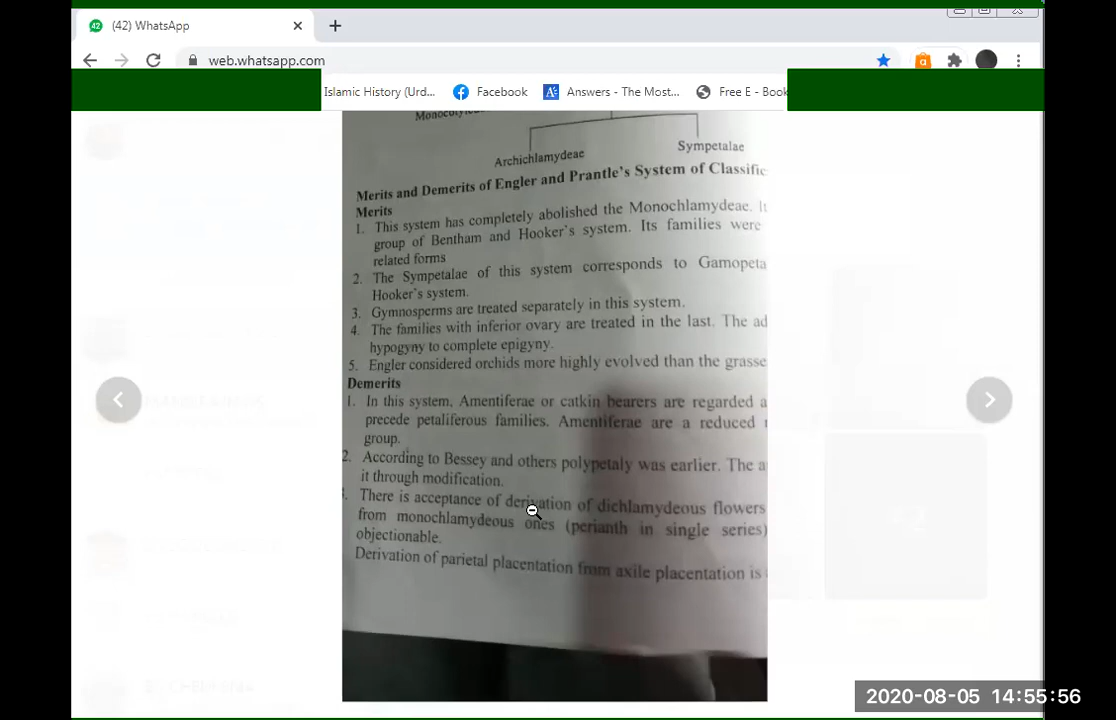 (42) WhatsApp
web.whatsapp.com
Islamic History (Urd...
Facebook
Answers - The Most...
Free E - Book
Archichlamydeae
Sympetalae
Merits and Demerits of Engler and Prantle's System of Classific
Merits
1. This system has completely abolished the Monochlamydeae. It
group of Bentham and Hooker's system. Its families were
related forms
2. The Sympetalae of this system corresponds to Gamopeta
Hooker's system.
3. Gymnosperms are treated separately in this system.
4. The families with inferior ovary are treated in the last. The ad
hypogyny to complete epigyny.
5. Engler considered orchids more highly evolved than the grasse
Demerits
1. In this system, Amentiferae or catkin bearers are regarded a
precede petaliferous families. Amentiferae are a reduced
group.
2. According to Bessey and others polypetaly was earlier. The a
it through modification.
There is acceptance of derivation of dichlamydeous flowers
from monochlamydeous ones (perianth in single series)
objectionable.
Derivation of parietal placentation from axile placentation is
2020-08-05 14:55:56